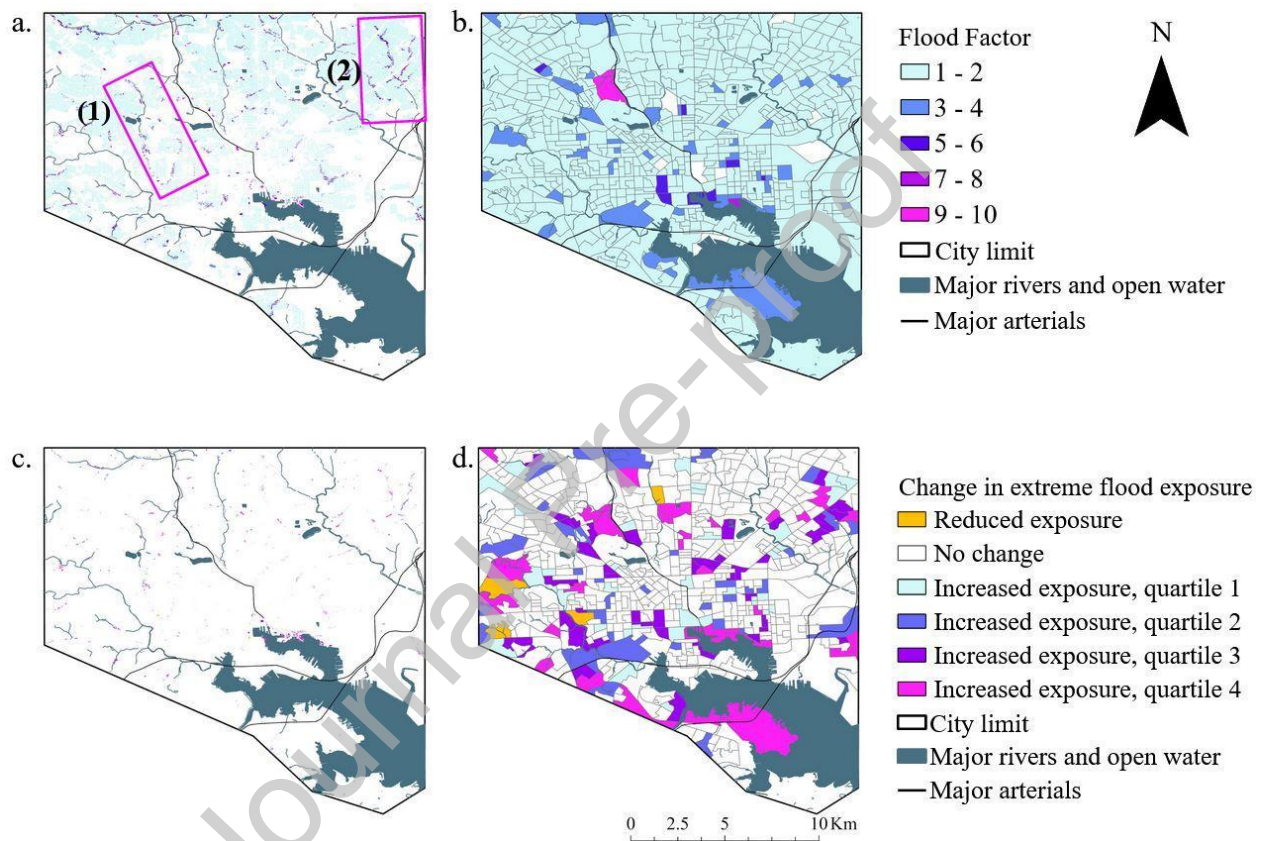 a.
(1)
(2)
b.
Flood Factor
1 - 2
3 - 4
5 - 6
7 - 8
9 - 10
City limit
Major rivers and open water
Major arterials
N
c.
d.
Change in extreme flood exposure
Reduced exposure
No change
Increased exposure, quartile 1
Increased exposure, quartile 2
Increased exposure, quartile 3
Increased exposure, quartile 4
City limit
Major rivers and open water
Major arterials
0 2.5 5 10 Km
Journal Pre-proof